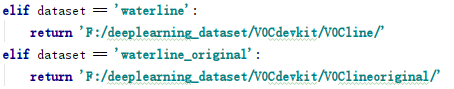 elif dataset == 'waterline':
    return 'F:/deeplearning_dataset/VOCdevkit/VOCline/'
elif dataset == 'waterline_original':
    return 'F:/deeplearning_dataset/VOCdevkit/VOClineoriginal/'